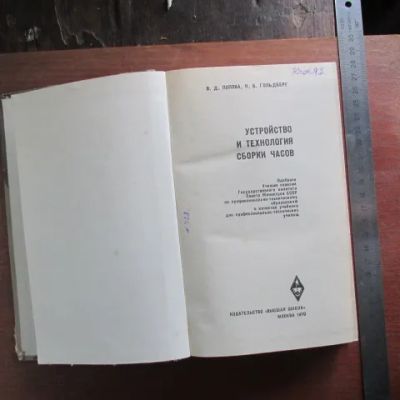 В. Д. ПОПОВА, Н. Б. ГОЛЬДБЕРГ
УСТРОЙСТВО
И ТЕХНОЛОГИЯ
СБОРКИ ЧАСОВ
Одобрено
Ученым советом
Государственного комитета
Совета Министров СССР
по профессионально-техническому
образованию
в качестве учебника
для профессионально-технических
училищ
ИЗДАТЕЛЬСТВО «ВЫСШАЯ ШКОЛА»
МОСКВА 1970